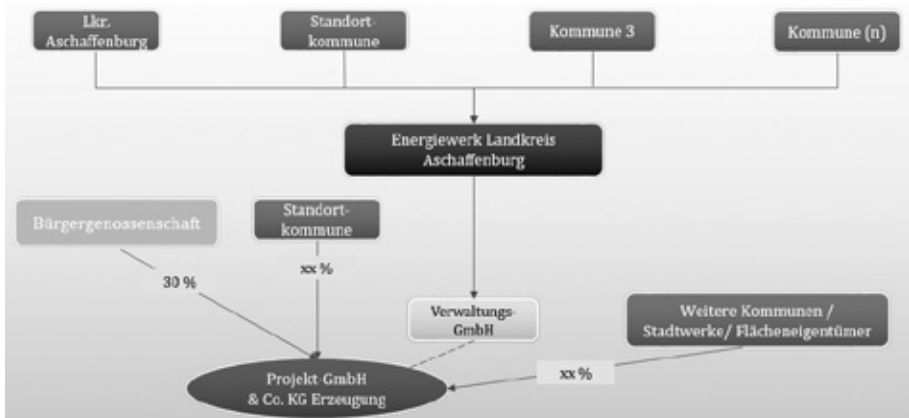 Lkr.
Aschaffenburg
Standort-
kommune
Kommune 3
Kommune (n)
Energiewerk Landkreis
Aschaffenburg
Bürgergenossenschaft
Standort-
kommune
30 %
xx %
Verwaltungs-
GmbH
Weitere Kommunen /
Stadtwerke/ Flächeneigentümer
xx %
Projekt-GmbH
& Co. KG Erzeugung